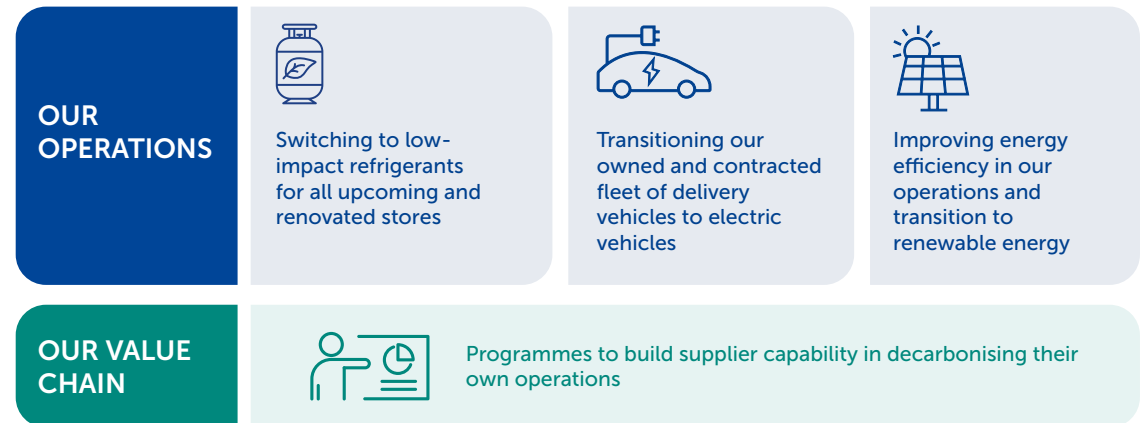 OUR
OPERATIONS
Switching to low-
impact refrigerants
for all upcoming and
renovated stores
Transitioning our
owned and contracted
fleet of delivery
vehicles to electric
vehicles
Improving energy
efficiency in our
operations and
transition to
renewable energy
OUR VALUE
CHAIN
Programmes to build supplier capability in decarbonising their
own operations